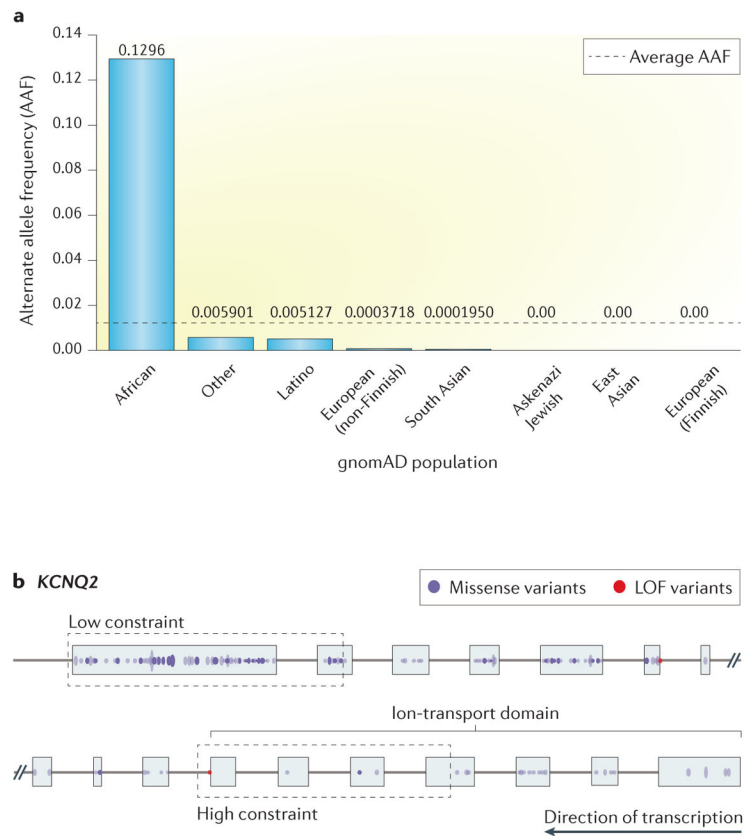 a
0.14
0.12
0.10
0.08
0.06
0.04
0.02
0.00
Alternate allele frequency (AAF)
Average AAF
0.1296
0.005901
0.005127
0.0003718
0.0001950
0.00
0.00
0.00
African
Other
Latino
European
(non-Finnish)
South Asian
Askenazi
Jewish
East
Asian
European
(Finnish)
gnomAD population
b KCNQ2
Missense variants
LOF variants
Low constraint
Ion-transport domain
High constraint
Direction of transcription